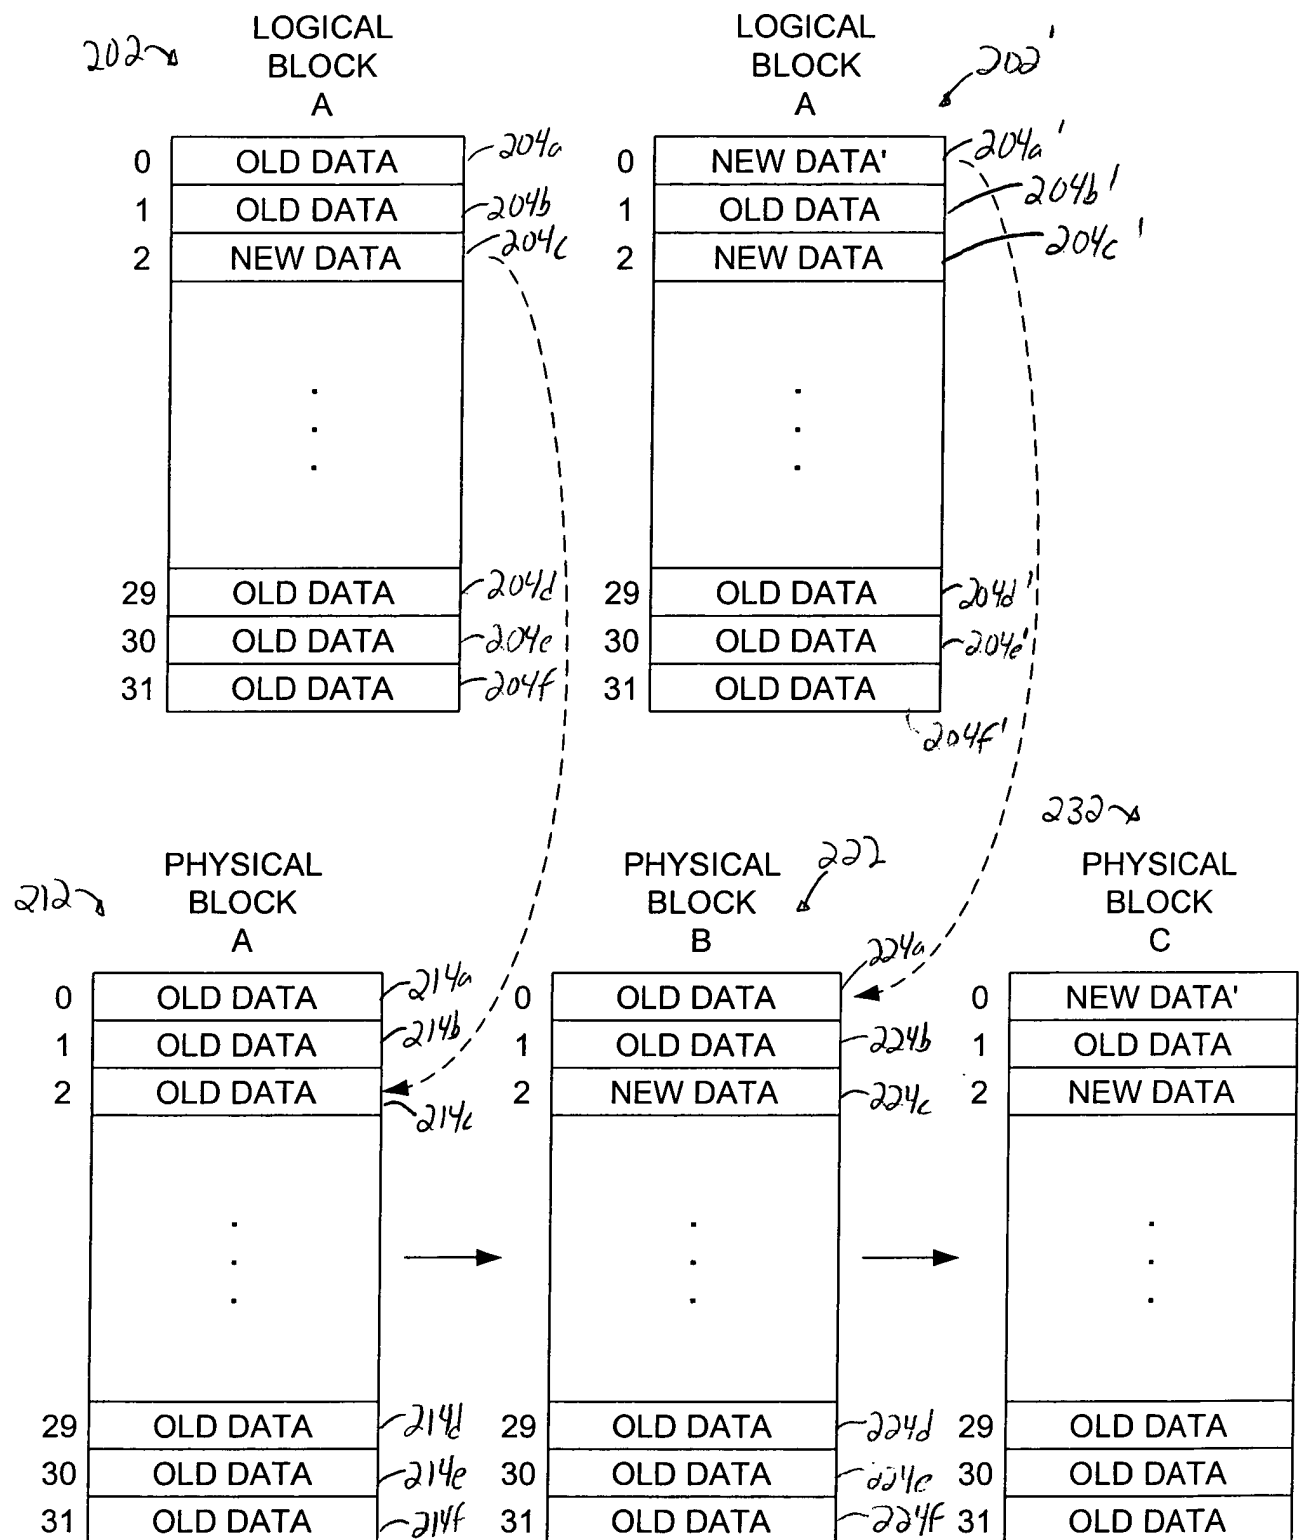 LOGICAL
BLOCK
A
202
0 OLD DATA 204a
1 OLD DATA 204b
2 NEW DATA 204c
29 OLD DATA 204d
30 OLD DATA 204e
31 OLD DATA 204f
LOGICAL
BLOCK
A
202'
0 NEW DATA' 204a'
1 OLD DATA 204b'
2 NEW DATA 204c'
29 OLD DATA 204d'
30 OLD DATA 204e'
31 OLD DATA
204f'
PHYSICAL
BLOCK
A
212
0 OLD DATA 214a
1 OLD DATA 214b
2 OLD DATA 214c
29 OLD DATA 214d
30 OLD DATA 214e
31 OLD DATA 214f
PHYSICAL
BLOCK
B
222
0 OLD DATA 224a
1 OLD DATA 224b
2 NEW DATA 224c
29 OLD DATA 224d
30 OLD DATA 224e
31 OLD DATA 224f
232
PHYSICAL
BLOCK
C
0 NEW DATA'
1 OLD DATA
2 NEW DATA
29 OLD DATA
30 OLD DATA
31 OLD DATA